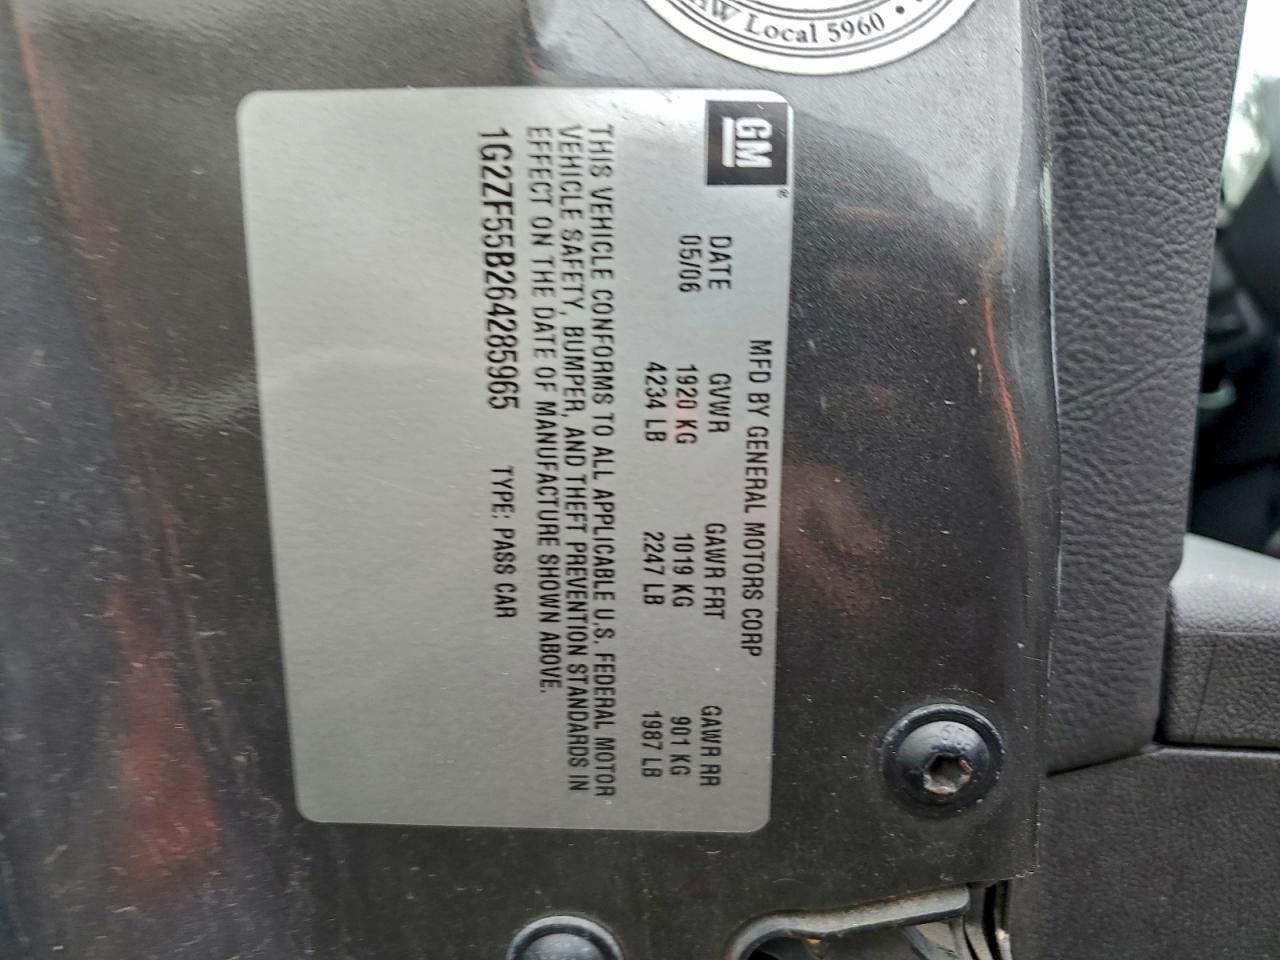 AW Local 5960 •
GM®
MFD BY GENERAL MOTORS CORP
DATE GVWR GAWR FRT GAWR RR
05/06 1920 KG 1019 KG 901 KG
4234 LB 2247 LB 1987 LB
THIS VEHICLE CONFORMS TO ALL APPLICABLE U.S. FEDERAL MOTOR
VEHICLE SAFETY, BUMPER, AND THEFT PREVENTION STANDARDS IN
EFFECT ON THE DATE OF MANUFACTURE SHOWN ABOVE.
1G2ZF55B264285965 TYPE: PASS CAR